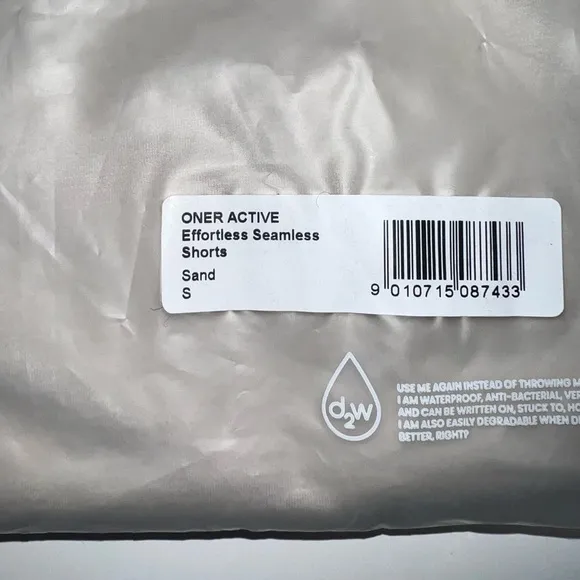 ONER ACTIVE
Effortless Seamless
Shorts
Sand
S
9 010715 087433
d2w
USE ME AGAIN INSTEAD OF THROWING
I AM WATERPROOF, ANTI-BACTERIAL,
AND CAN BE WRITTEN ON, STUCK TO,
I AM ALSO EASILY DEGRADABLE WHEN
BETTER, RIGHT?